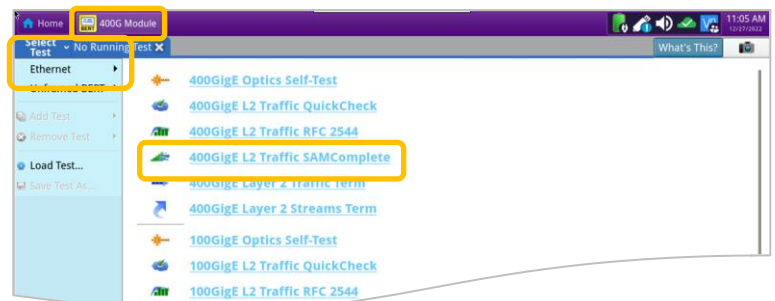 Home 400G Module 11:05 AM
12/27/2022
Select Test No Running Test What's This?
Ethernet
Unframed BERT
Add Test
Remove Test
Load Test...
Save Test As...
400GigE Optics Self-Test
400GigE L2 Traffic QuickCheck
400GigE L2 Traffic RFC 2544
400GigE L2 Traffic SAMComplete
400GigE Layer 2 Traffic Term
400GigE Layer 2 Streams Term
100GigE Optics Self-Test
100GigE L2 Traffic QuickCheck
100GigE L2 Traffic RFC 2544